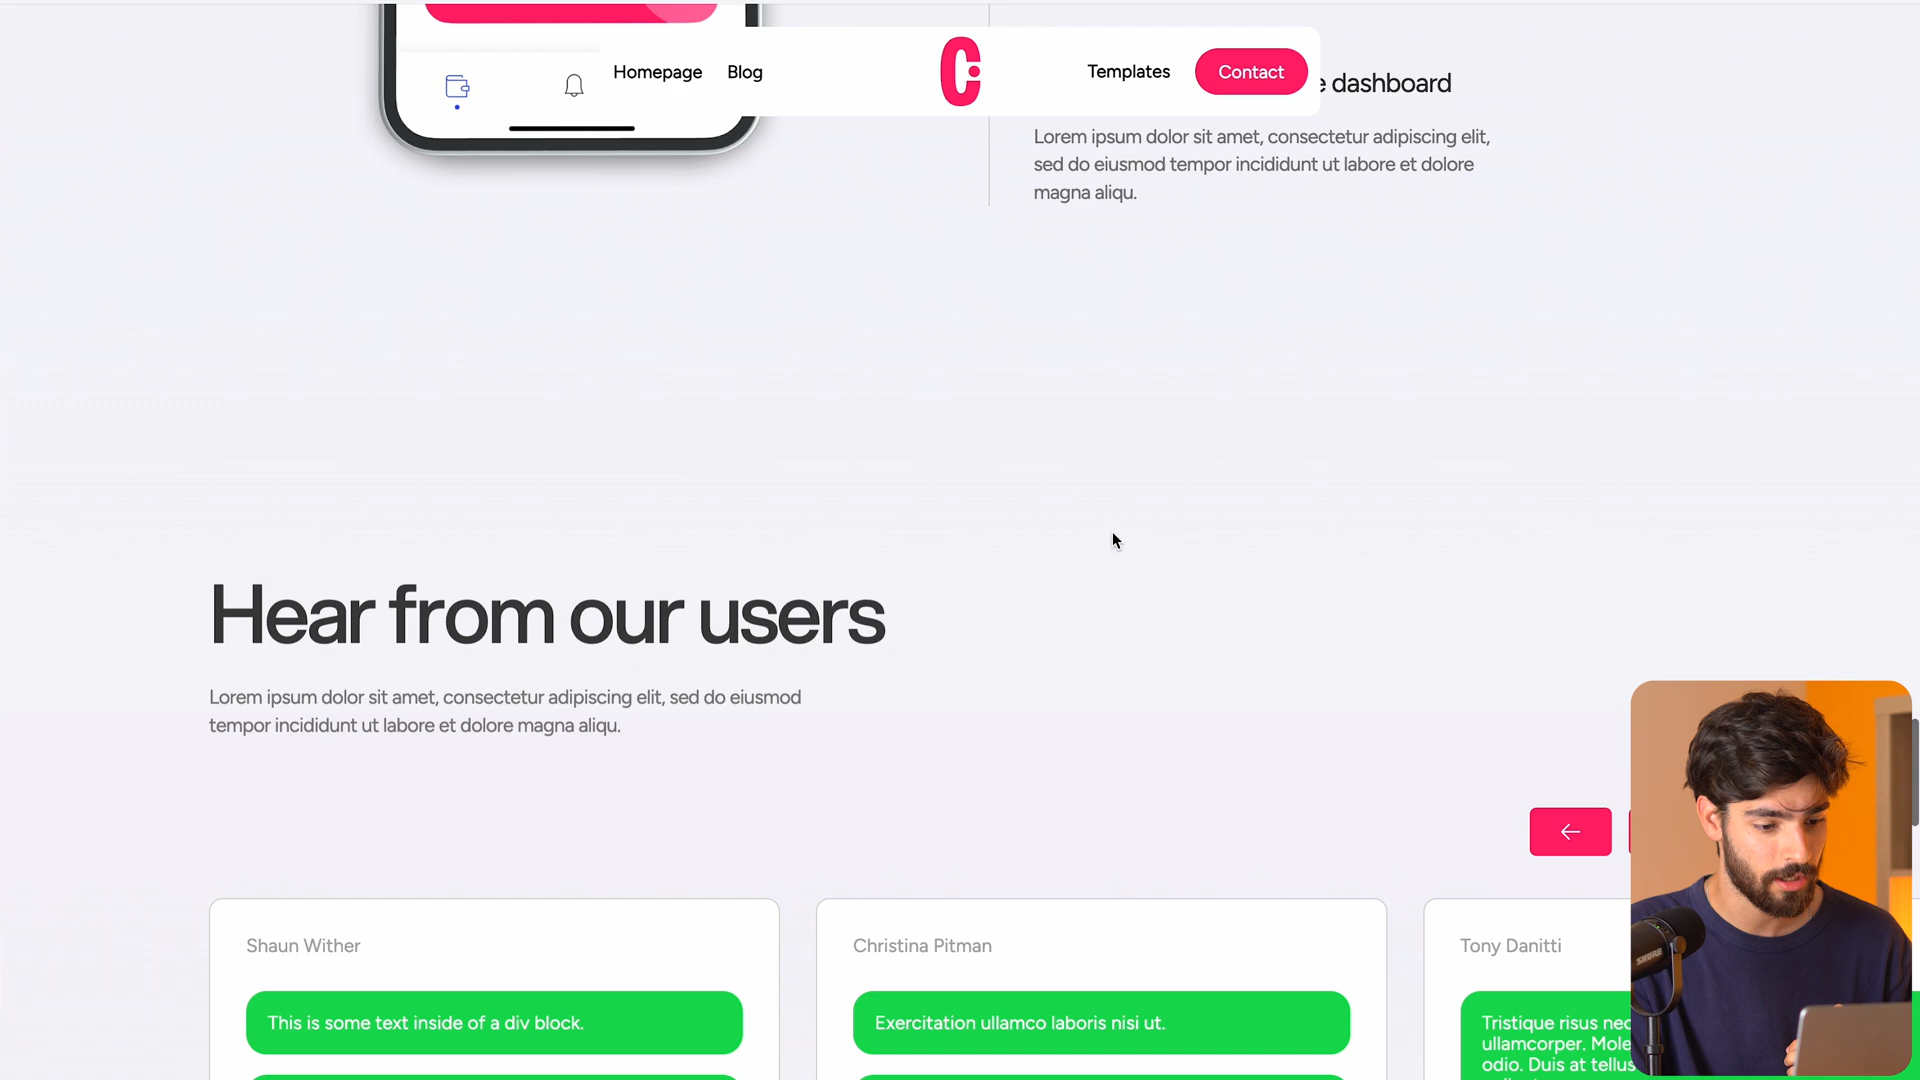 Homepage
Blog
C
Templates
Contact
e dashboard
Lorem ipsum dolor sit amet, consectetur adipiscing elit,
sed do eiusmod tempor incididunt ut labore et dolore
magna aliqu.
Hear from our users
Lorem ipsum dolor sit amet, consectetur adipiscing elit, sed do eiusmod
tempor incididunt ut labore et dolore magna aliqu.
Shaun Wither
Christina Pitman
Tony Danitti
This is some text inside of a div block.
Exercitation ullamco laboris nisi ut.
Tristique risus nec
ullamcorper. Mole
odio. Duis at tellus
SHURE